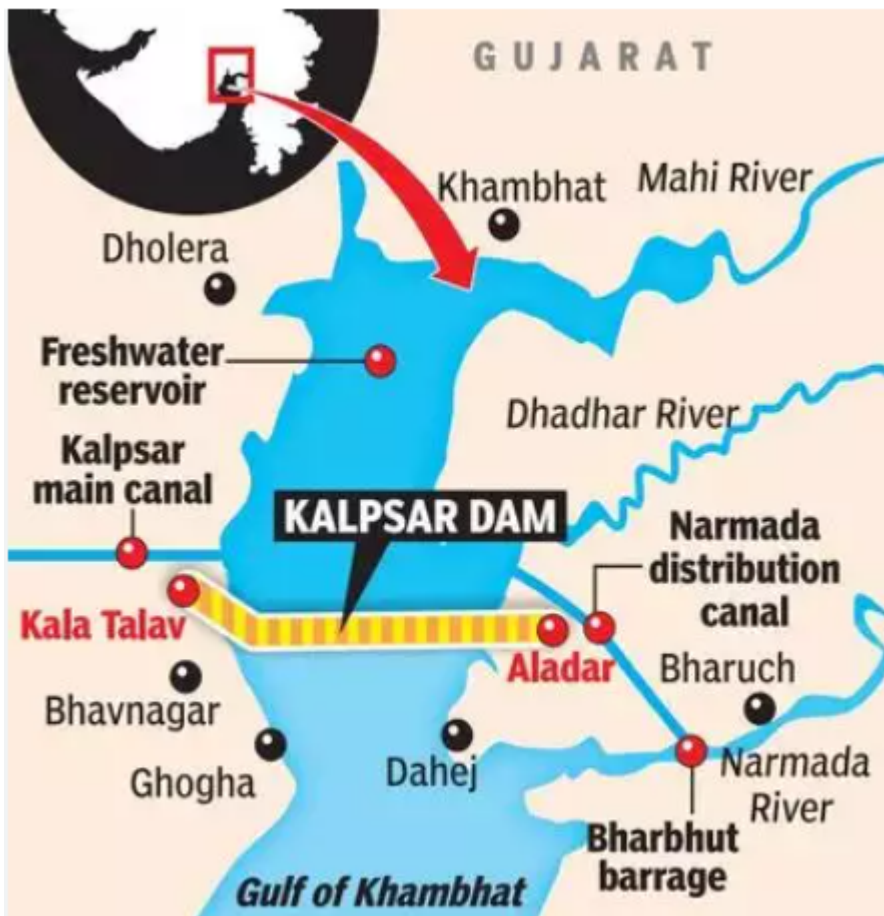 GUJARAT
Khambhat
Mahi River
Dholera
Freshwater
reservoir
Dhadhar River
Kalpsar
main canal
KALPSAR DAM
Narmada
distribution
canal
Kala Talav
Aladar
Bharuch
Bhavnagar
Ghogha
Dahej
Narmada
River
Bharbhut
barrage
Gulf of Khambhat